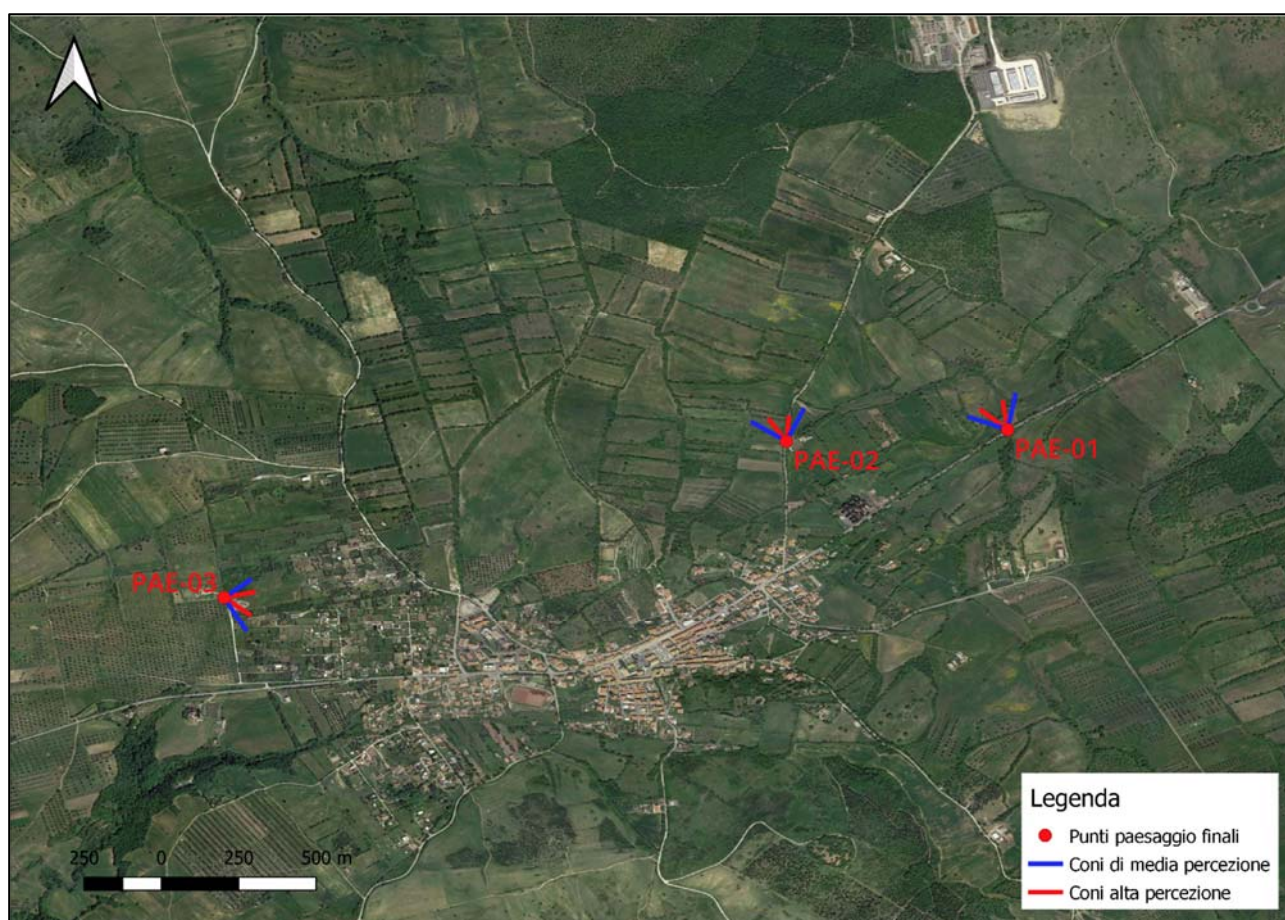 PAE-02
PAE-01
PAE-03
250 0 250 500 m
Legenda
Punti paesaggio finali
Coni di media percezione
Coni alta percezione